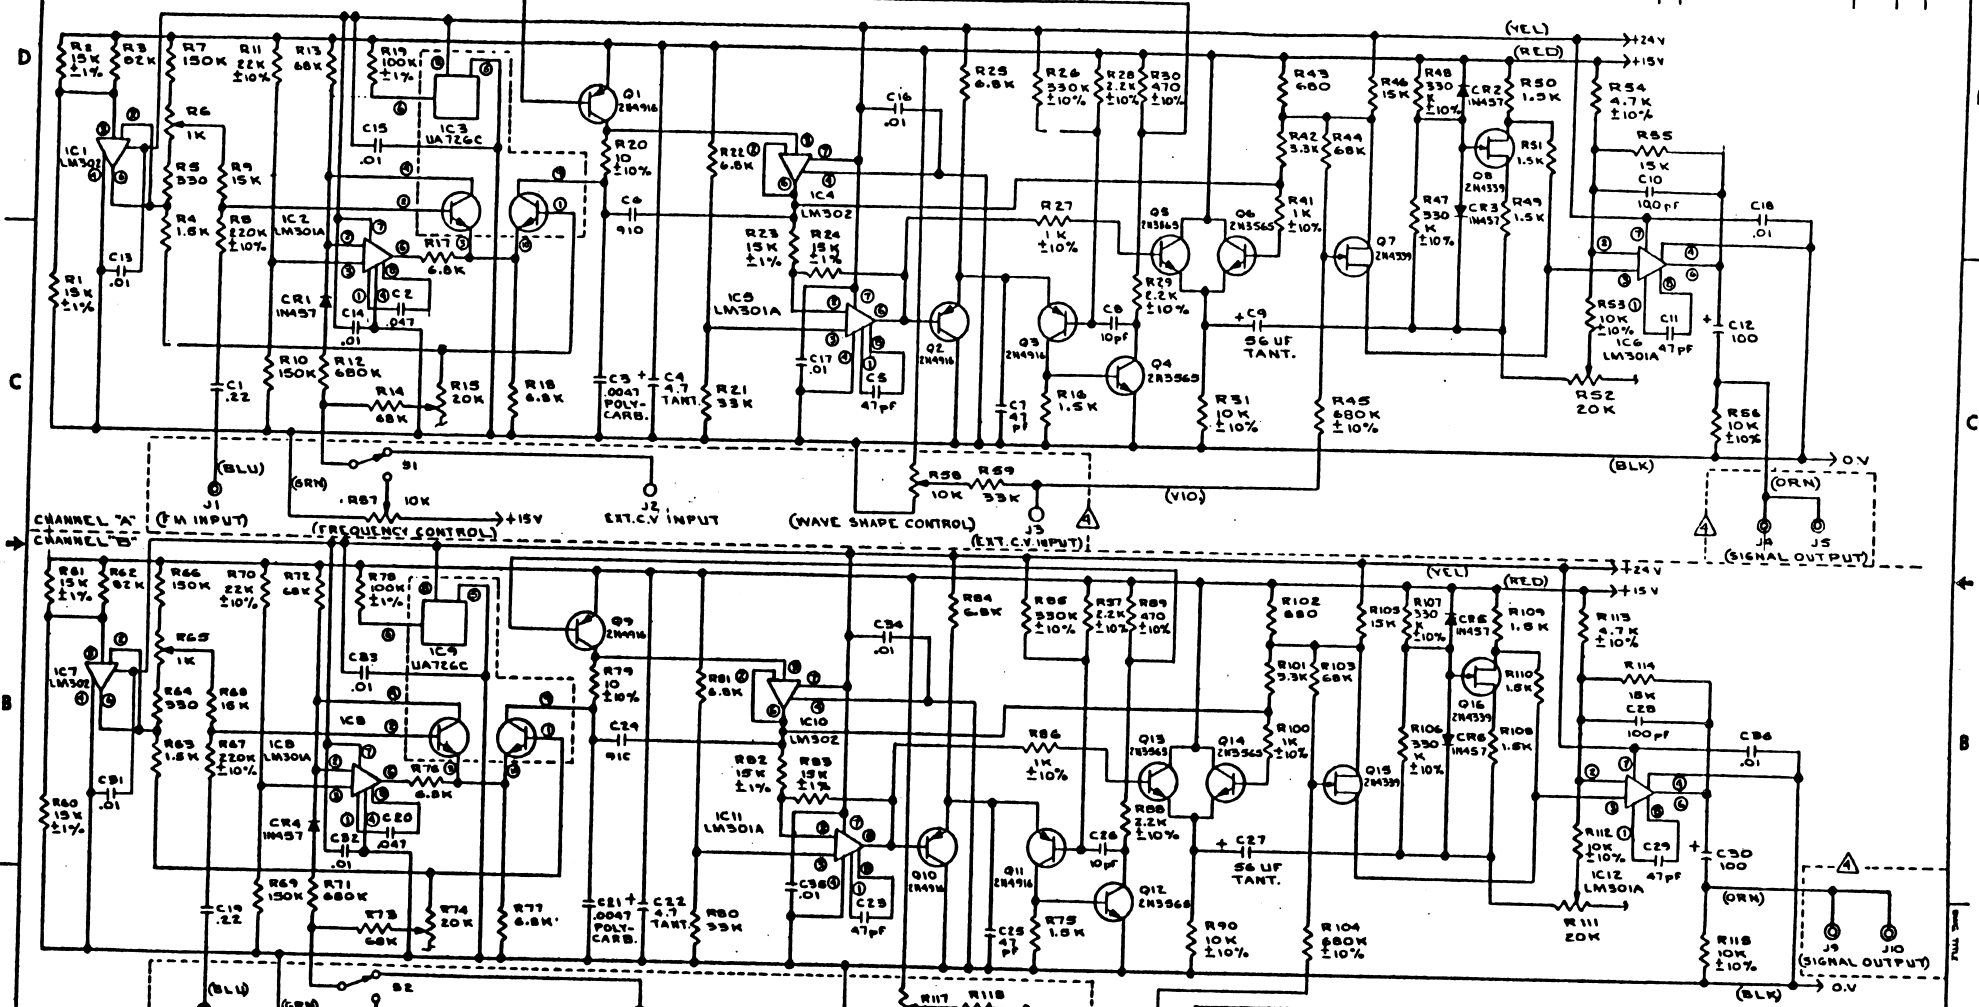 D
R2
15K
±1%
R3
82K
R7
150K
R11
22K
±10%
R13
68K
R19
100K
±1%
Q1
2N4916
IC3
UA726C
C15
.01
R6
1K
IC1
LM302
R5
330
R9
15K
R4
1.5K
R8
220K
±10%
IC2
LM301A
R17
6.8K
R20
10
±10%
C6
910
R22
6.8K
C16
.01
IC4
LM302
R23
15K
±1%
R24
15K
±1%
R25
6.8K
R26
330K
±10%
R28
2.2K
±10%
R30
470
±10%
R27
1K
±10%
Q5
2N3565
Q6
2N3565
R43
680
R42
3.3K
R44
68K
R41
1K
±10%
R46
15K
R48
330
K
±10%
CR2
1N457
R50
1.5K
Q8
2N4339
R51
1.5K
R47
330
K
±10%
CR3
1N457
R49
1.5K
Q7
2N4339
(YEL)
+24V
(RED)
+15V
R54
4.7K
±10%
R55
15K
C10
100pF
C18
.01
C13
.01
R1
15K
±1%
CR1
1N457
C14
.01
C2
.047
IC5
LM301A
C17
.01
C5
47pF
Q2
2N4916
Q3
2N4916
C8
10pF
R29
2.2K
±10%
Q4
2N3565
+ C9
56UF
TANT.
R53
10K
±10%
IC6
LM301A
C11
47pF
+ C12
100
C
C1
.22
R10
150K
R12
680K
R14
68K
R15
20K
R18
6.8K
C3
.0047
POLY-
CARB.
+ C4
4.7
TANT.
R21
33K
C7
47
pF
R16
1.5K
R31
10K
±10%
R45
680K
±10%
R52
20K
R56
10K
±10%
C
(BLK)
0.V
(BLU)
(GRN)
S1
J1
(FM INPUT)
R57
10K
+15V
(FREQUENCY CONTROL)
J2
EXT.C.V INPUT
(WAVE SHAPE CONTROL)
R58
10K
R59
33K
J3
(EXT.C.V.INPUT)
4
(VIO)
4
(ORN)
J4
J5
(SIGNAL OUTPUT)
CHANNEL "A"
CHANNEL "B"
R61
15K
±1%
R62
82K
R66
150K
R70
22K
±10%
R72
68K
R78
100K
±1%
Q9
2N4916
IC9
UA726C
C33
.01
R65
1K
IC7
LM302
R64
330
R68
15K
R63
1.5K
R67
220K
±10%
IC8
IC8
LM301A
R76
6.8K
R79
10
±10%
C24
91C
R81
6.8K
C34
.01
IC10
LM302
R82
15K
±1%
R83
15K
±1%
R84
6.8K
R85
330K
±10%
R87
2.2K
±10%
R89
470
±10%
R86
1K
±10%
Q13
2N3565
Q14
2N3565
R102
680
R101
3.3K
R103
68K
R100
1K
±10%
R105
15K
R107
330
K
±10%
CR5
1N457
R109
1.5K
Q16
2N4339
R110
1.5K
R106
330
K
±10%
CR6
1N457
R108
1.5K
Q15
2N4339
(YEL)
+24V
(RED)
+15V
R113
4.7K
±10%
R114
15K
C28
100pF
C36
.01
B
B
C31
.01
R60
15K
±1%
CR4
1N457
C32
.01
C20
.047
IC11
LM301A
C35
.01
C23
47pF
Q10
2N4916
Q11
2N4916
C26
10pF
R88
2.2K
±10%
Q12
2N3565
+ C27
56UF
TANT.
R112
10K
±10%
IC12
LM301A
C29
47pF
+ C30
100
C19
.22
R69
150K
R71
680K
R73
68K
R74
20K
R77
6.8K
C21
.0047
POLY-
CARB.
+ C22
4.7
TANT.
R80
33K
C25
47
pF
R75
1.5K
R90
10K
±10%
R104
680K
±10%
R111
20K
(ORN)
R115
10K
±10%
4
J9
J10
(SIGNAL OUTPUT)
(BLK)
0.V
(BLU)
(GRN)
S2
R117
R118